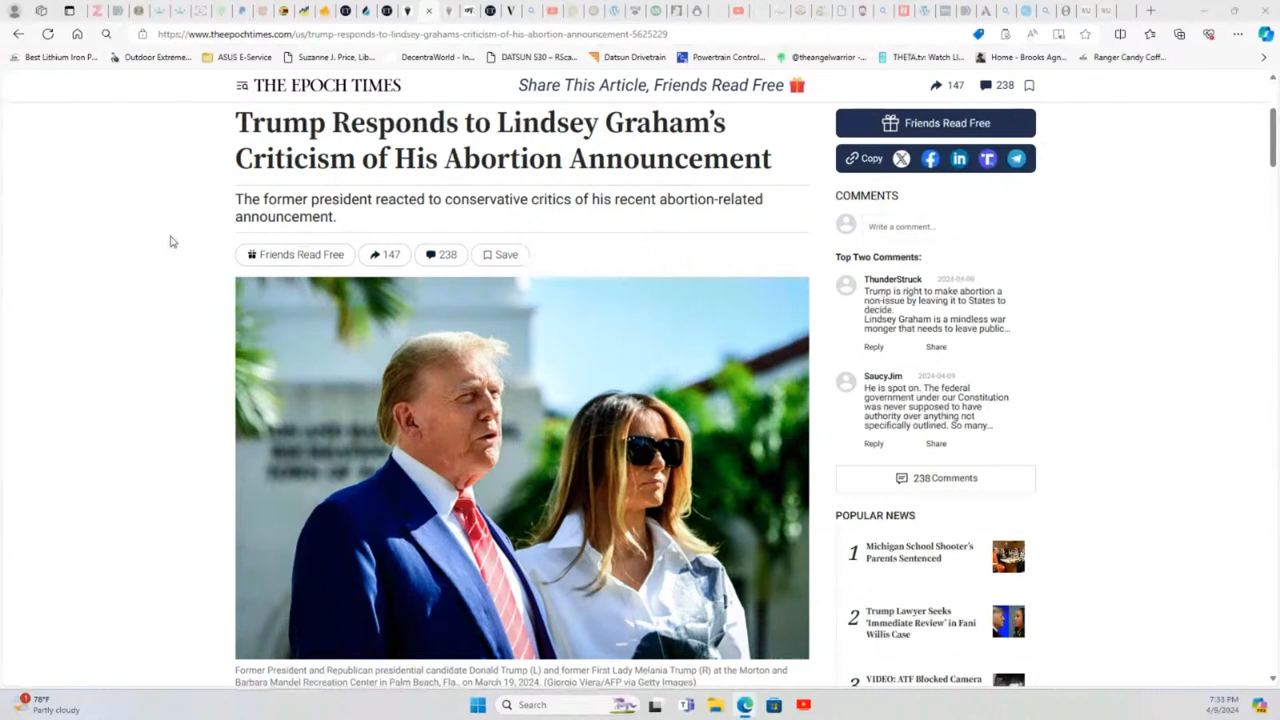 https://www.theepochtimes.com/us/trump-responds-to-lindsey-grahams-criticism-of-his-abortion-announcement-5625229
Best Lithium Iron P...
Outdoor Extreme...
ASUS E-Service
Suzanne J. Price, Lib...
DecentraWorld - In...
DATSUN 530 – RSca...
Datsun Drivetrain
Powertrain Control...
@theangelwarrior -...
THETA.tv: Watch Li...
Home - Brooks Agn...
Ranger Candy Coff...
THE EPOCH TIMES
Share This Article, Friends Read Free
147
238
Trump Responds to Lindsey Graham's
Criticism of His Abortion Announcement
The former president reacted to conservative critics of his recent abortion-related
announcement.
Friends Read Free
147
238
Save
Former President and Republican presidential candidate Donald Trump (L) and former First Lady Melania Trump (R) at the Morton and
Barbara Mandel Recreation Center in Palm Beach, Fla., on March 19, 2024. (Giorgio Viera/AFP via Getty Images)
Friends Read Free
Copy
COMMENTS
Write a comment...
Top Two Comments:
ThunderStruck 2024-04-09
Trump is right to make abortion a
non-issue by leaving it to States to
decide.
Lindsey Graham is a mindless war
monger that needs to leave public...
Reply Share
SaucyJim 2024-04-09
He is spot on. The federal
government under our Constitution
was never supposed to have
authority over anything not
specifically outlined. So many...
Reply Share
238 Comments
POPULAR NEWS
1 Michigan School Shooter's
Parents Sentenced
2 Trump Lawyer Seeks
'Immediate Review' in Fani
Willis Case
VIDEO: ATF Blocked Camera
1
78°F
Partly cloudy
Search
7:33 PM
4/9/2024